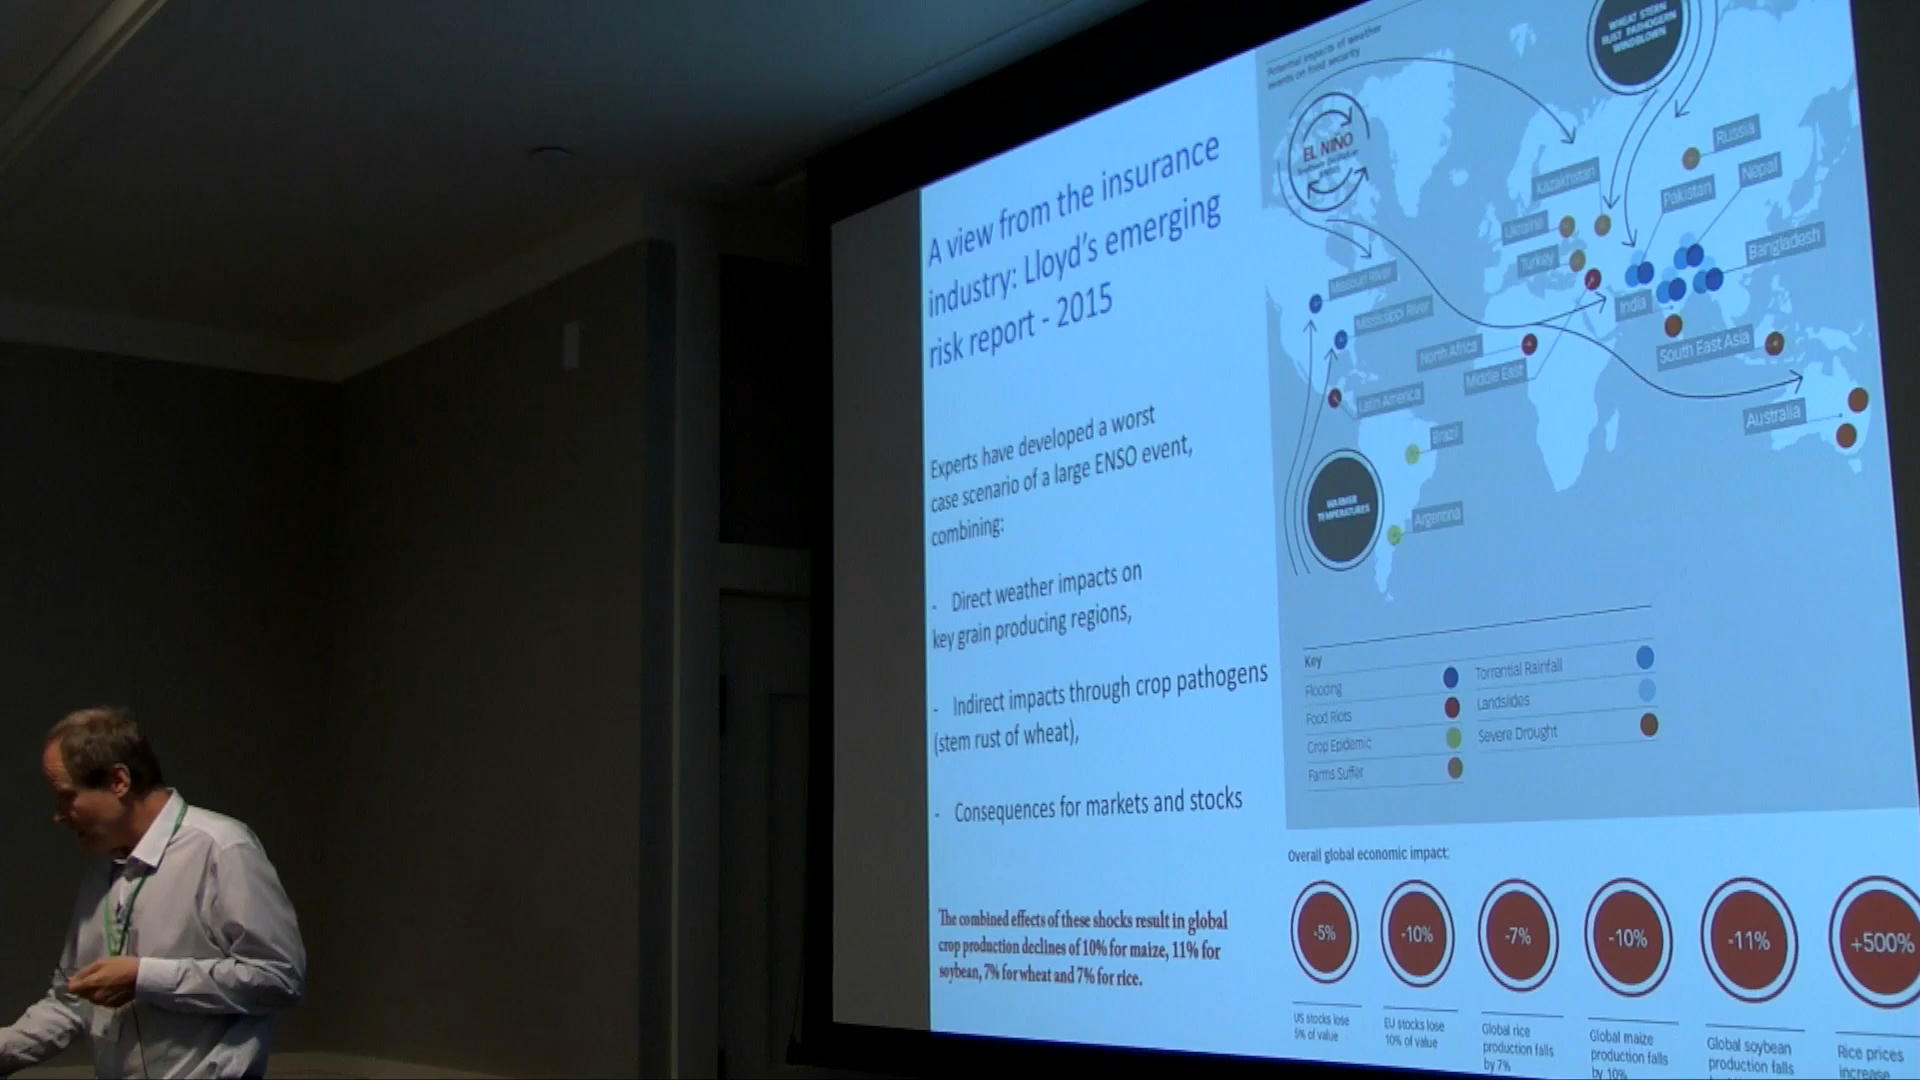 A view from the insurance
industry: Lloyd's emerging
risk report - 2015
Experts have developed a worst
case scenario of a large ENSO event,
combining:
- Direct weather impacts on
key grain producing regions,
- Indirect impacts through crop pathogens
(stem rust of wheat),
- Consequences for markets and stocks
The combined effects of these shocks result in global
crop production declines of 10% for maize, 11% for
soybean, 7% for wheat and 7% for rice.
Potential impacts of weather
events on food security
EL NIÑO
WHEAT STERN
RUST PATHOGERN
WINDBLOWN
Russia
Nepal
Kazakhstan
Pakistan
Ukraine
Bangladesh
Turkey
Missouri River
India
Mississippi River
North Africa
South East Asia
Middle East
Latin America
Australia
Brazil
WARMER
TEMPERATURES
Argentina
Key
Flooding
Food Riots
Crop Epidemic
Farms Suffer
Torrential Rainfall
Landslides
Severe Drought
Overall global economic impact:
-5%
-10%
-7%
-10%
-11%
+500%
US stocks lose
5% of value
EU stocks lose
10% of value
Global rice
production falls
by 7%
Global maize
production falls
by 10%
Global soybean
production falls
Rice prices
increase